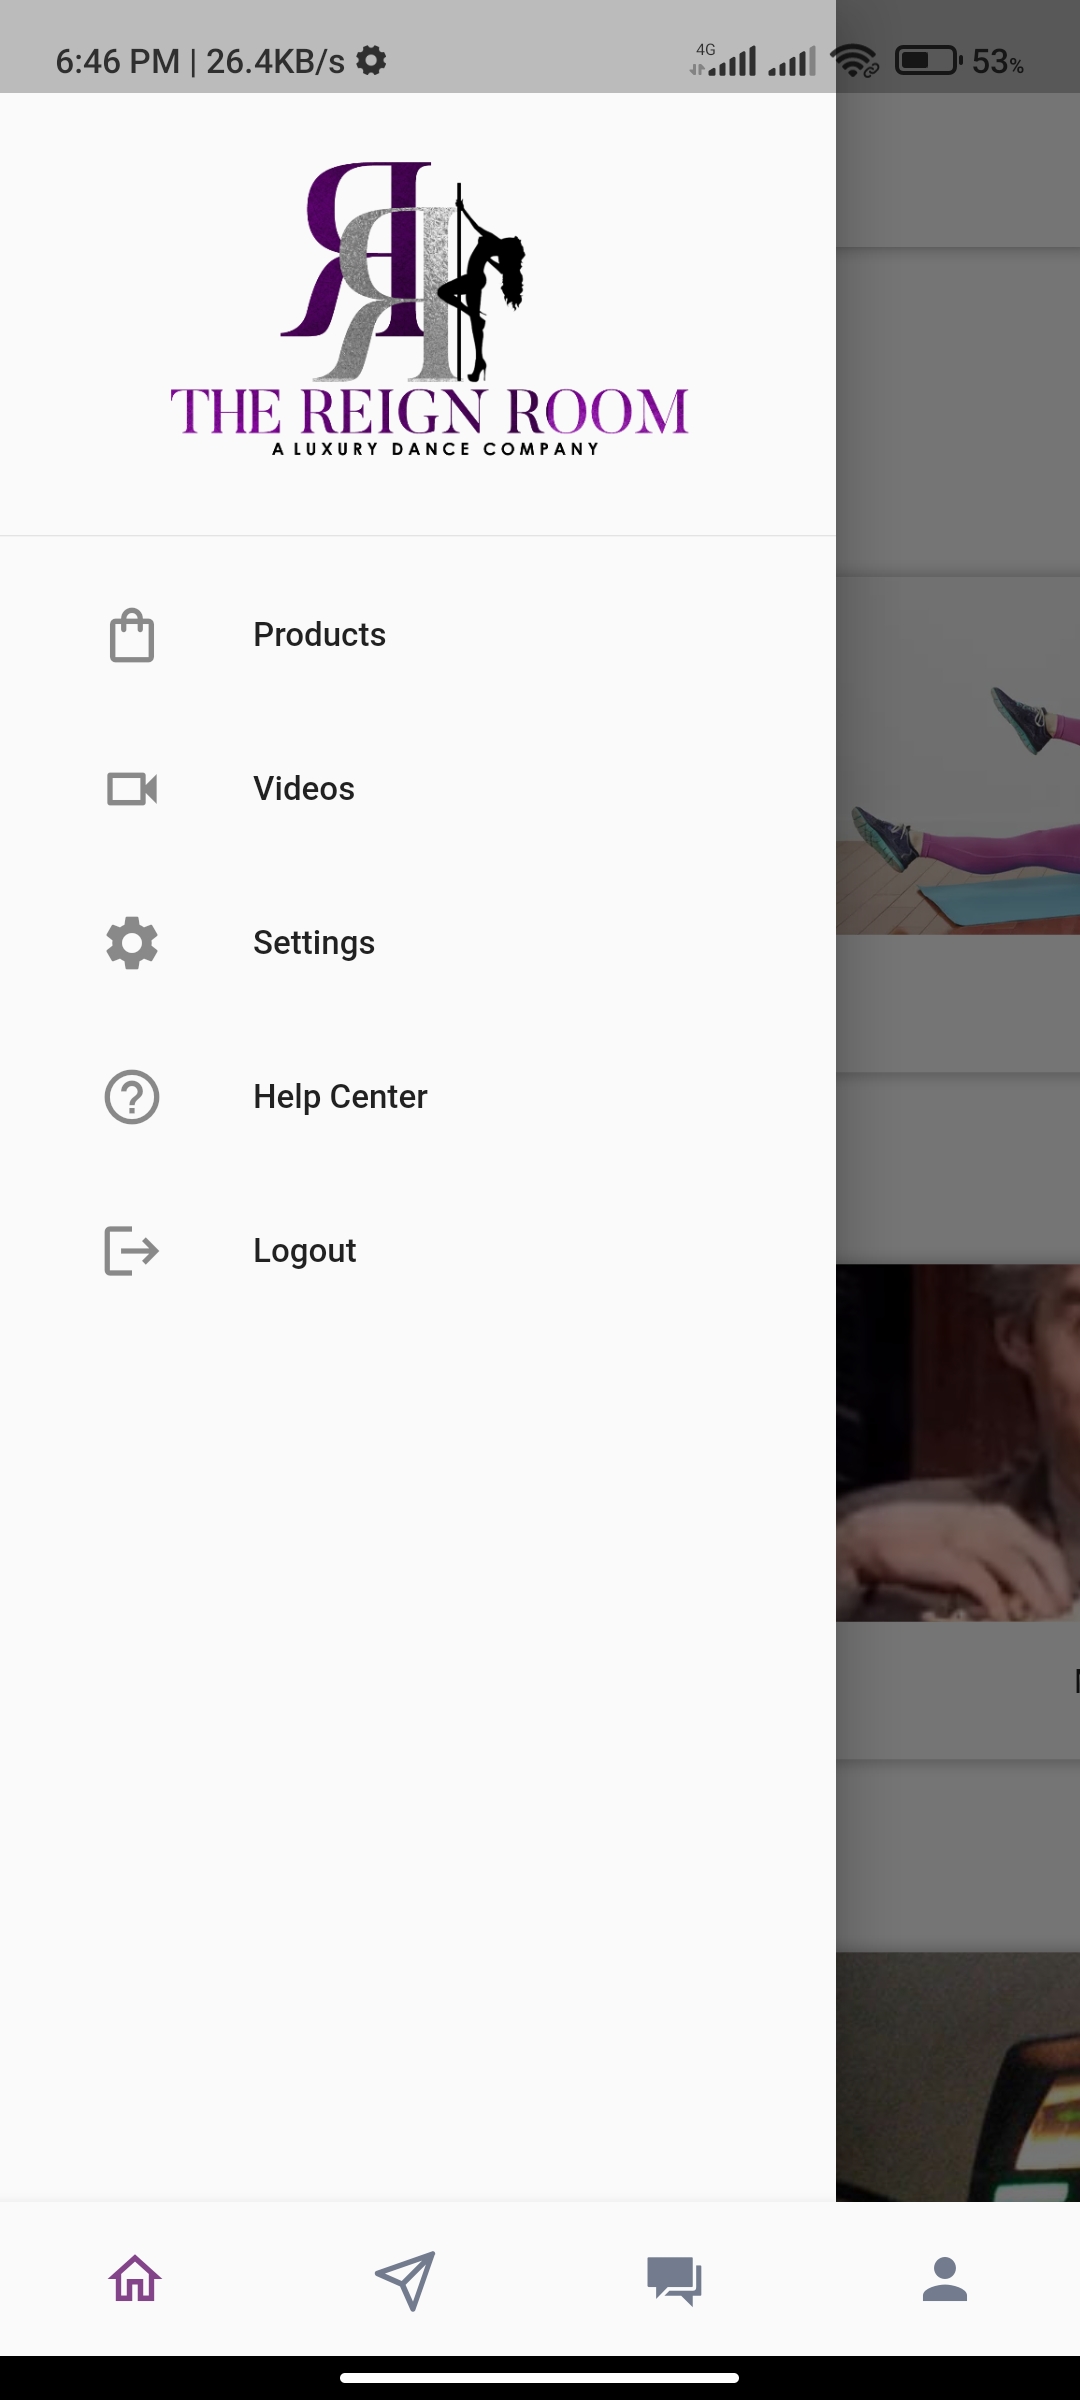 6:46 PM | 26.4KB/s
4G
53%
THE REIGN ROOM
A LUXURY DANCE COMPANY
Products
Videos
Settings
Help Center
Logout